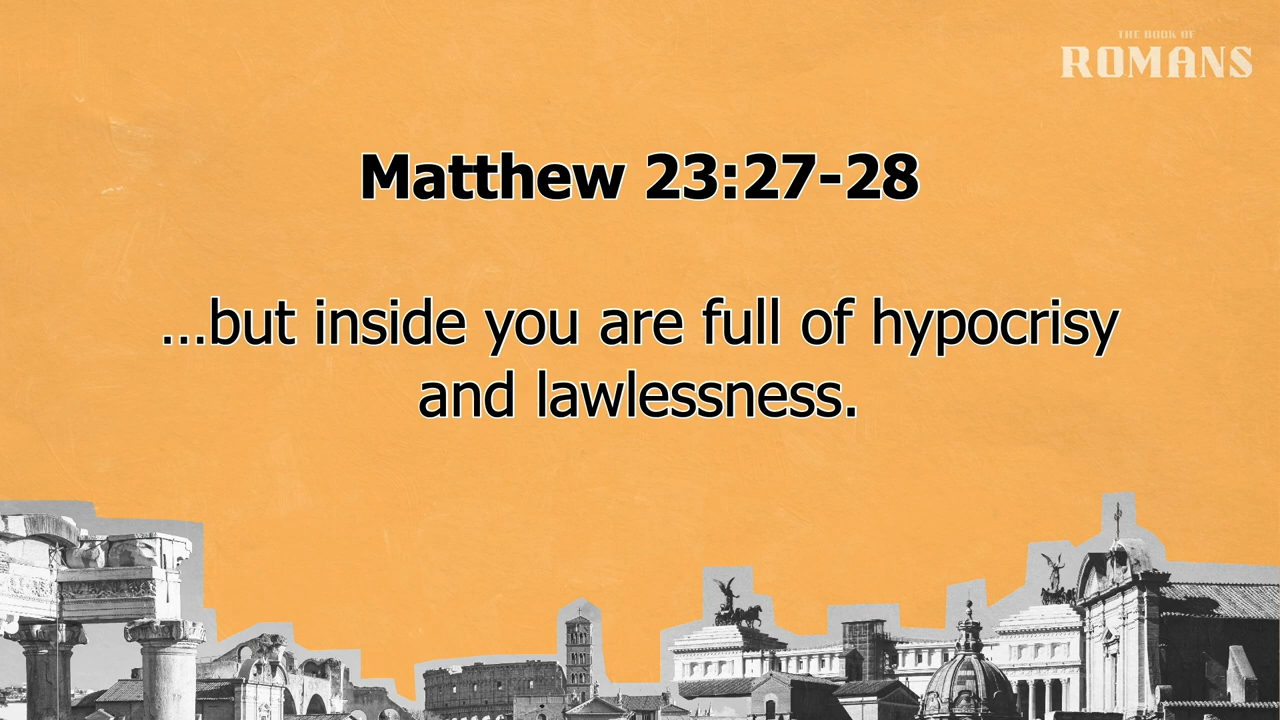 THE BOOK OF
ROMANS
Matthew 23:27-28
...but inside you are full of hypocrisy
and lawlessness.